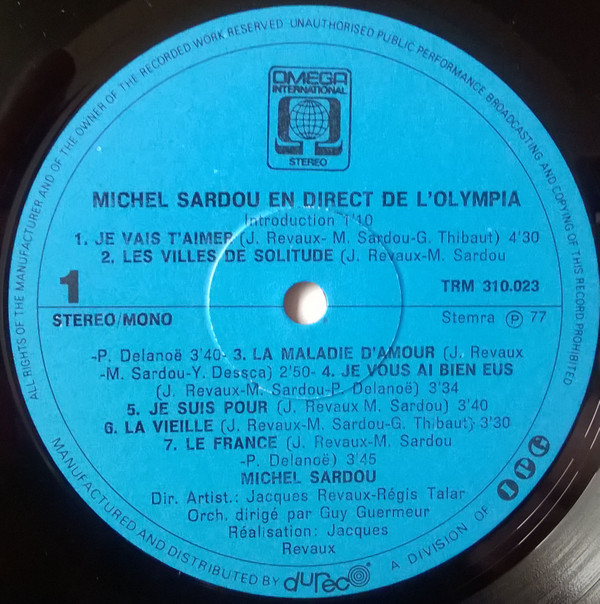 ALL RIGHTS OF THE MANUFACTURER AND OF THE OWNER OF THE RECORDED WORK RESERVED UNAUTHORISED PUBLIC PERFORMANCE BROADCASTING AND COPYING OF THIS RECORD PROHIBITED
OMEGA
INTERNATIONAL
STEREO
MICHEL SARDOU EN DIRECT DE L'OLYMPIA
Introduction 1'10
1. JE VAIS T'AIMER (J. Revaux- M. Sardou-G. Thibaut) 4'30
2. LES VILLES DE SOLITUDE (J. Revaux-M. Sardou
1
TRM 310.023
STEREO/MONO
Stemra Ⓟ 77
-P. Delanoë 3'40- 3. LA MALADIE D'AMOUR (J. Revaux
-M. Sardou-Y. Dessca) 2'50- 4. JE VOUS AI BIEN EUS
(J. Revaux-M. Sardou-P. Delanoë) 3'34
5. JE SUIS POUR (J. Revaux M. Sardou) 3'40
6. LA VIEILLE (J. Revaux-M. Sardou-G. Thibaut) 3'30
7. LE FRANCE (J. Revaux-M. Sardou
-P. Delanoë) 3'45
MICHEL SARDOU
Dir. Artist.: Jacques Revaux-Régis Talar
Orch. dirigé par Guy Guermeur
Réalisation: Jacques
Revaux
MANUFACTURED AND DISTRIBUTED BY dureco A DIVISION OF